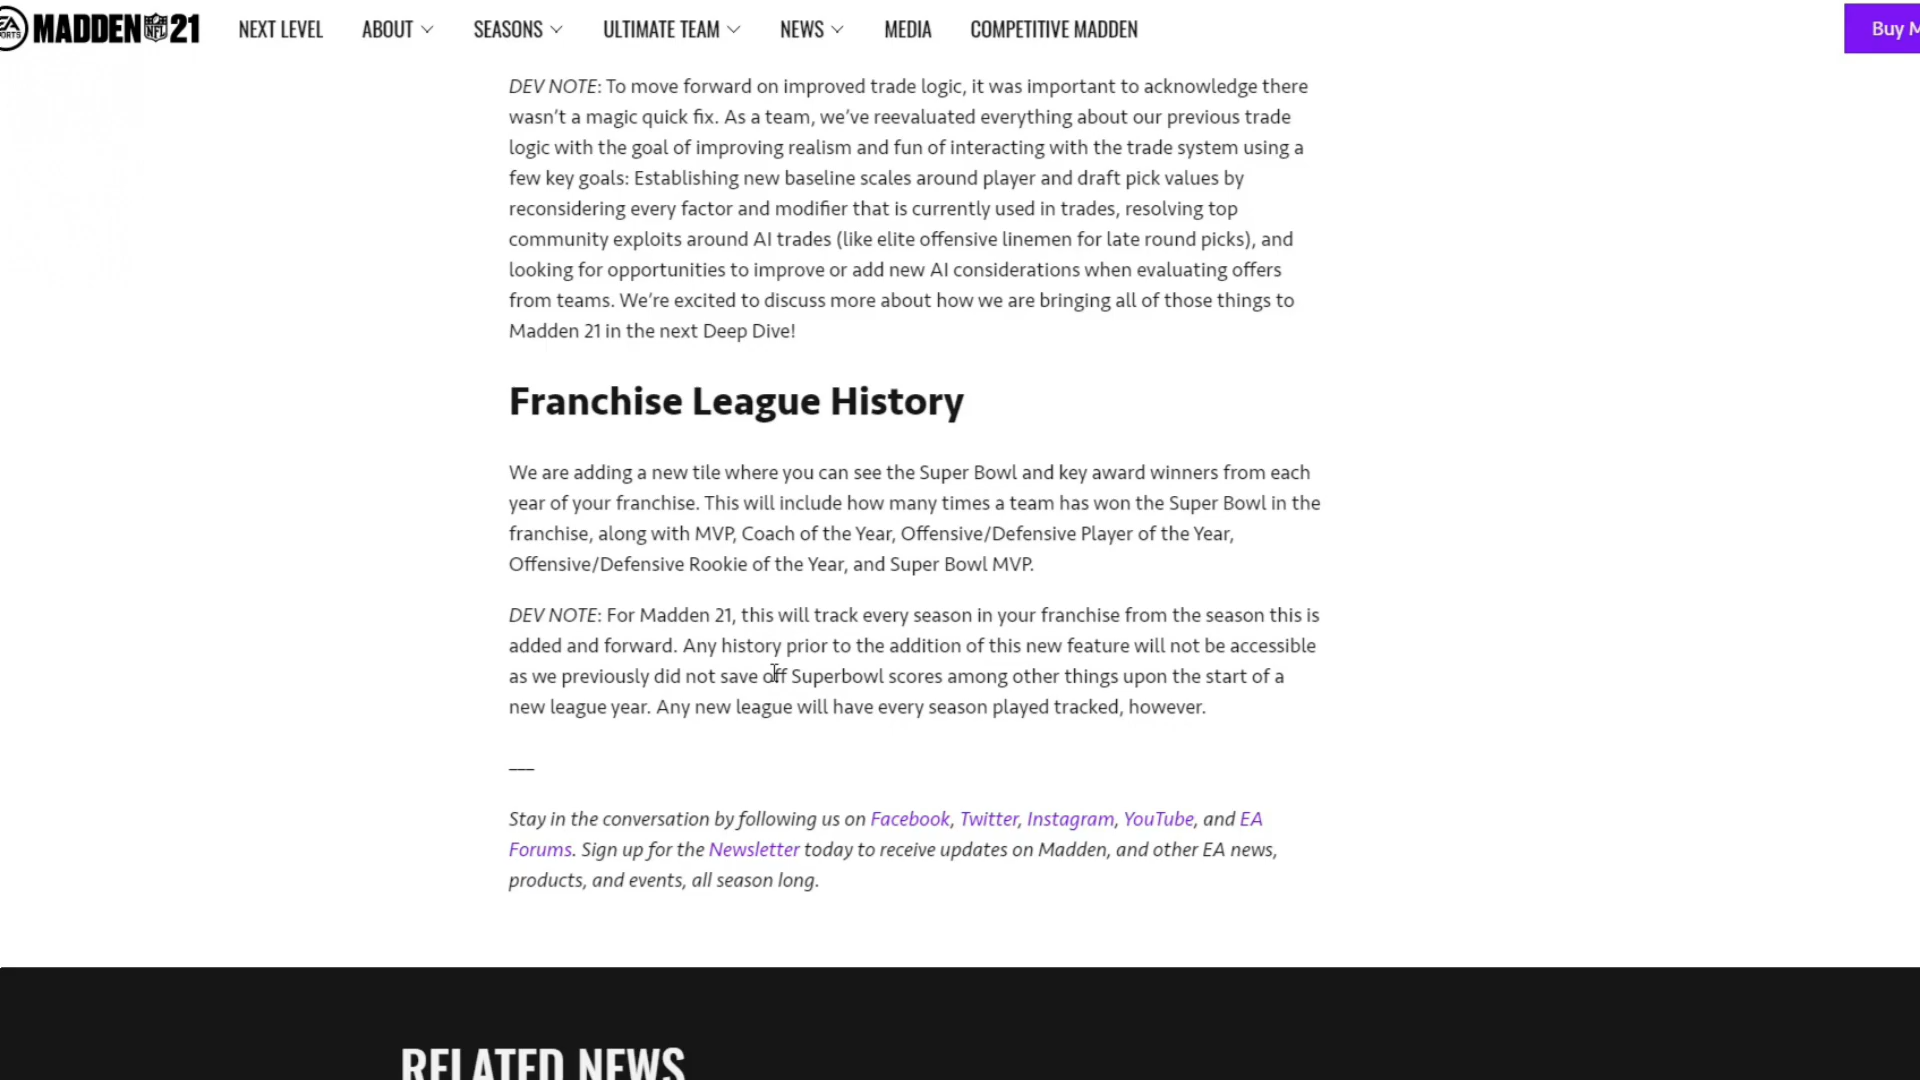 EA SPORTS MADDEN NFL 21 NEXT LEVEL ABOUT SEASONS ULTIMATE TEAM NEWS MEDIA COMPETITIVE MADDEN Buy
DEV NOTE: To move forward on improved trade logic, it was important to acknowledge there
wasn’t a magic quick fix. As a team, we’ve reevaluated everything about our previous trade
logic with the goal of improving realism and fun of interacting with the trade system using a
few key goals: Establishing new baseline scales around player and draft pick values by
reconsidering every factor and modifier that is currently used in trades, resolving top
community exploits around AI trades (like elite offensive linemen for late round picks), and
looking for opportunities to improve or add new AI considerations when evaluating offers
from teams. We’re excited to discuss more about how we are bringing all of those things to
Madden 21 in the next Deep Dive!
Franchise League History
We are adding a new tile where you can see the Super Bowl and key award winners from each
year of your franchise. This will include how many times a team has won the Super Bowl in the
franchise, along with MVP, Coach of the Year, Offensive/Defensive Player of the Year,
Offensive/Defensive Rookie of the Year, and Super Bowl MVP.
DEV NOTE: For Madden 21, this will track every season in your franchise from the season this is
added and forward. Any history prior to the addition of this new feature will not be accessible
as we previously did not save off Superbowl scores among other things upon the start of a
new league year. Any new league will have every season played tracked, however.
___
Stay in the conversation by following us on Facebook, Twitter, Instagram, YouTube, and EA
Forums. Sign up for the Newsletter today to receive updates on Madden, and other EA news,
products, and events, all season long.
RELATED NEWS